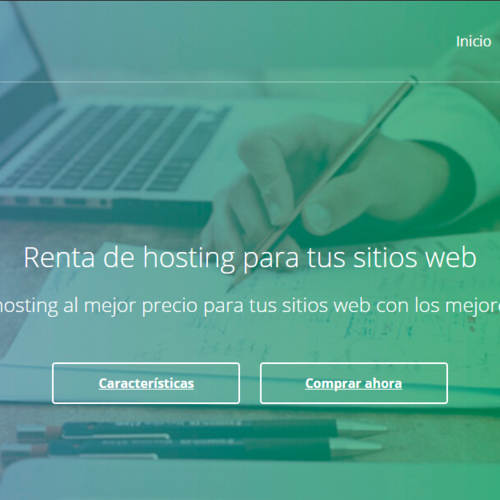 Inicio
Renta de hosting para tus sitios web
hosting al mejor precio para tus sitios web con los
Características
Comprar ahora